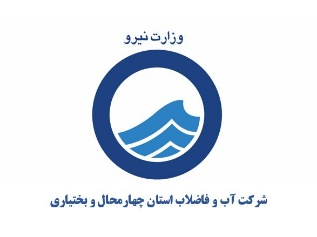 وزارت نیرو
شرکت آب و فاضلاب استان چهارمحال و بختیاری